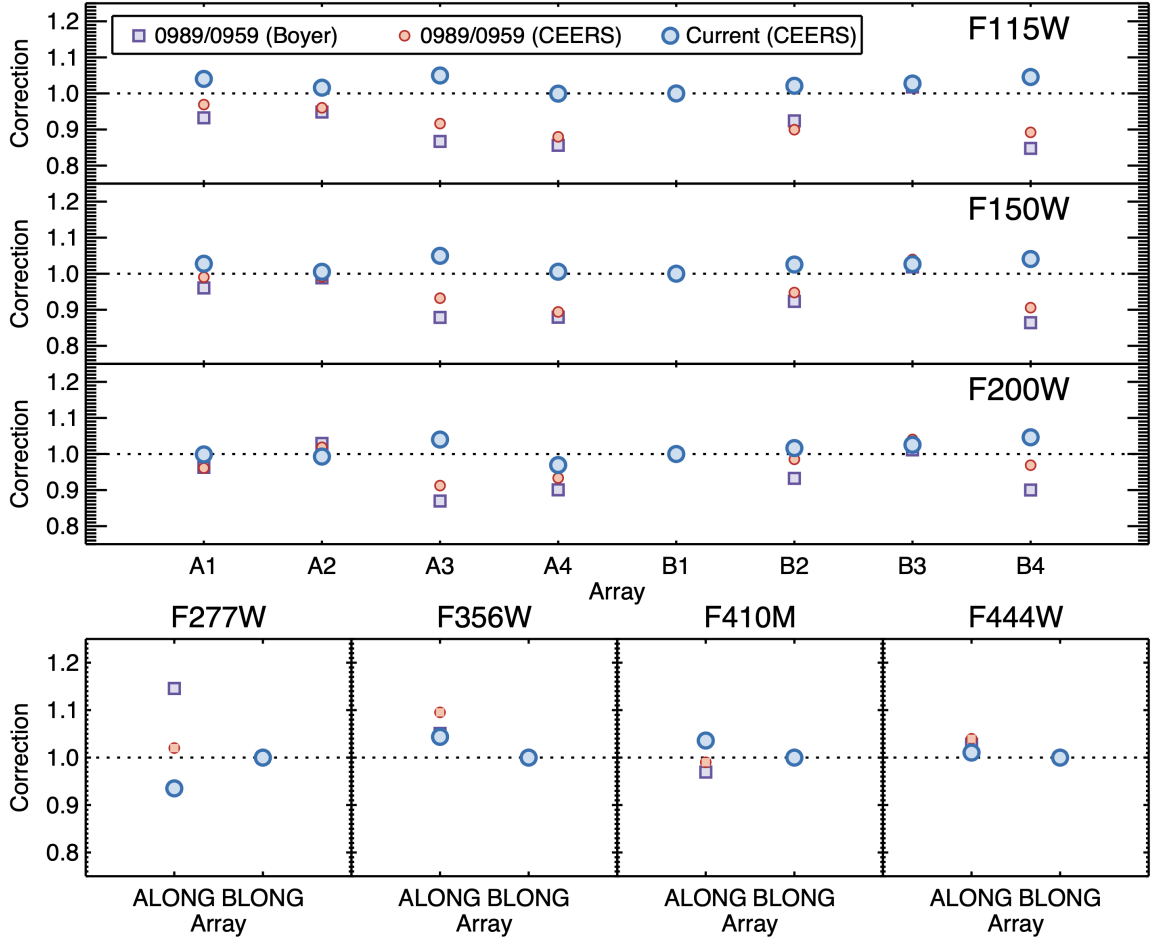 0989/0959 (Boyer) 0989/0959 (CEERS) Current (CEERS)
F115W
Correction
1.2
1.1
1.0
0.9
0.8
F150W
Correction
1.2
1.1
1.0
0.9
0.8
F200W
Correction
1.2
1.1
1.0
0.9
0.8
A1 A2 A3 A4 B1 B2 B3 B4
Array
F277W F356W F410M F444W
Correction
1.2
1.1
1.0
0.9
0.8
ALONG BLONG ALONG BLONG ALONG BLONG ALONG BLONG
Array Array Array Array